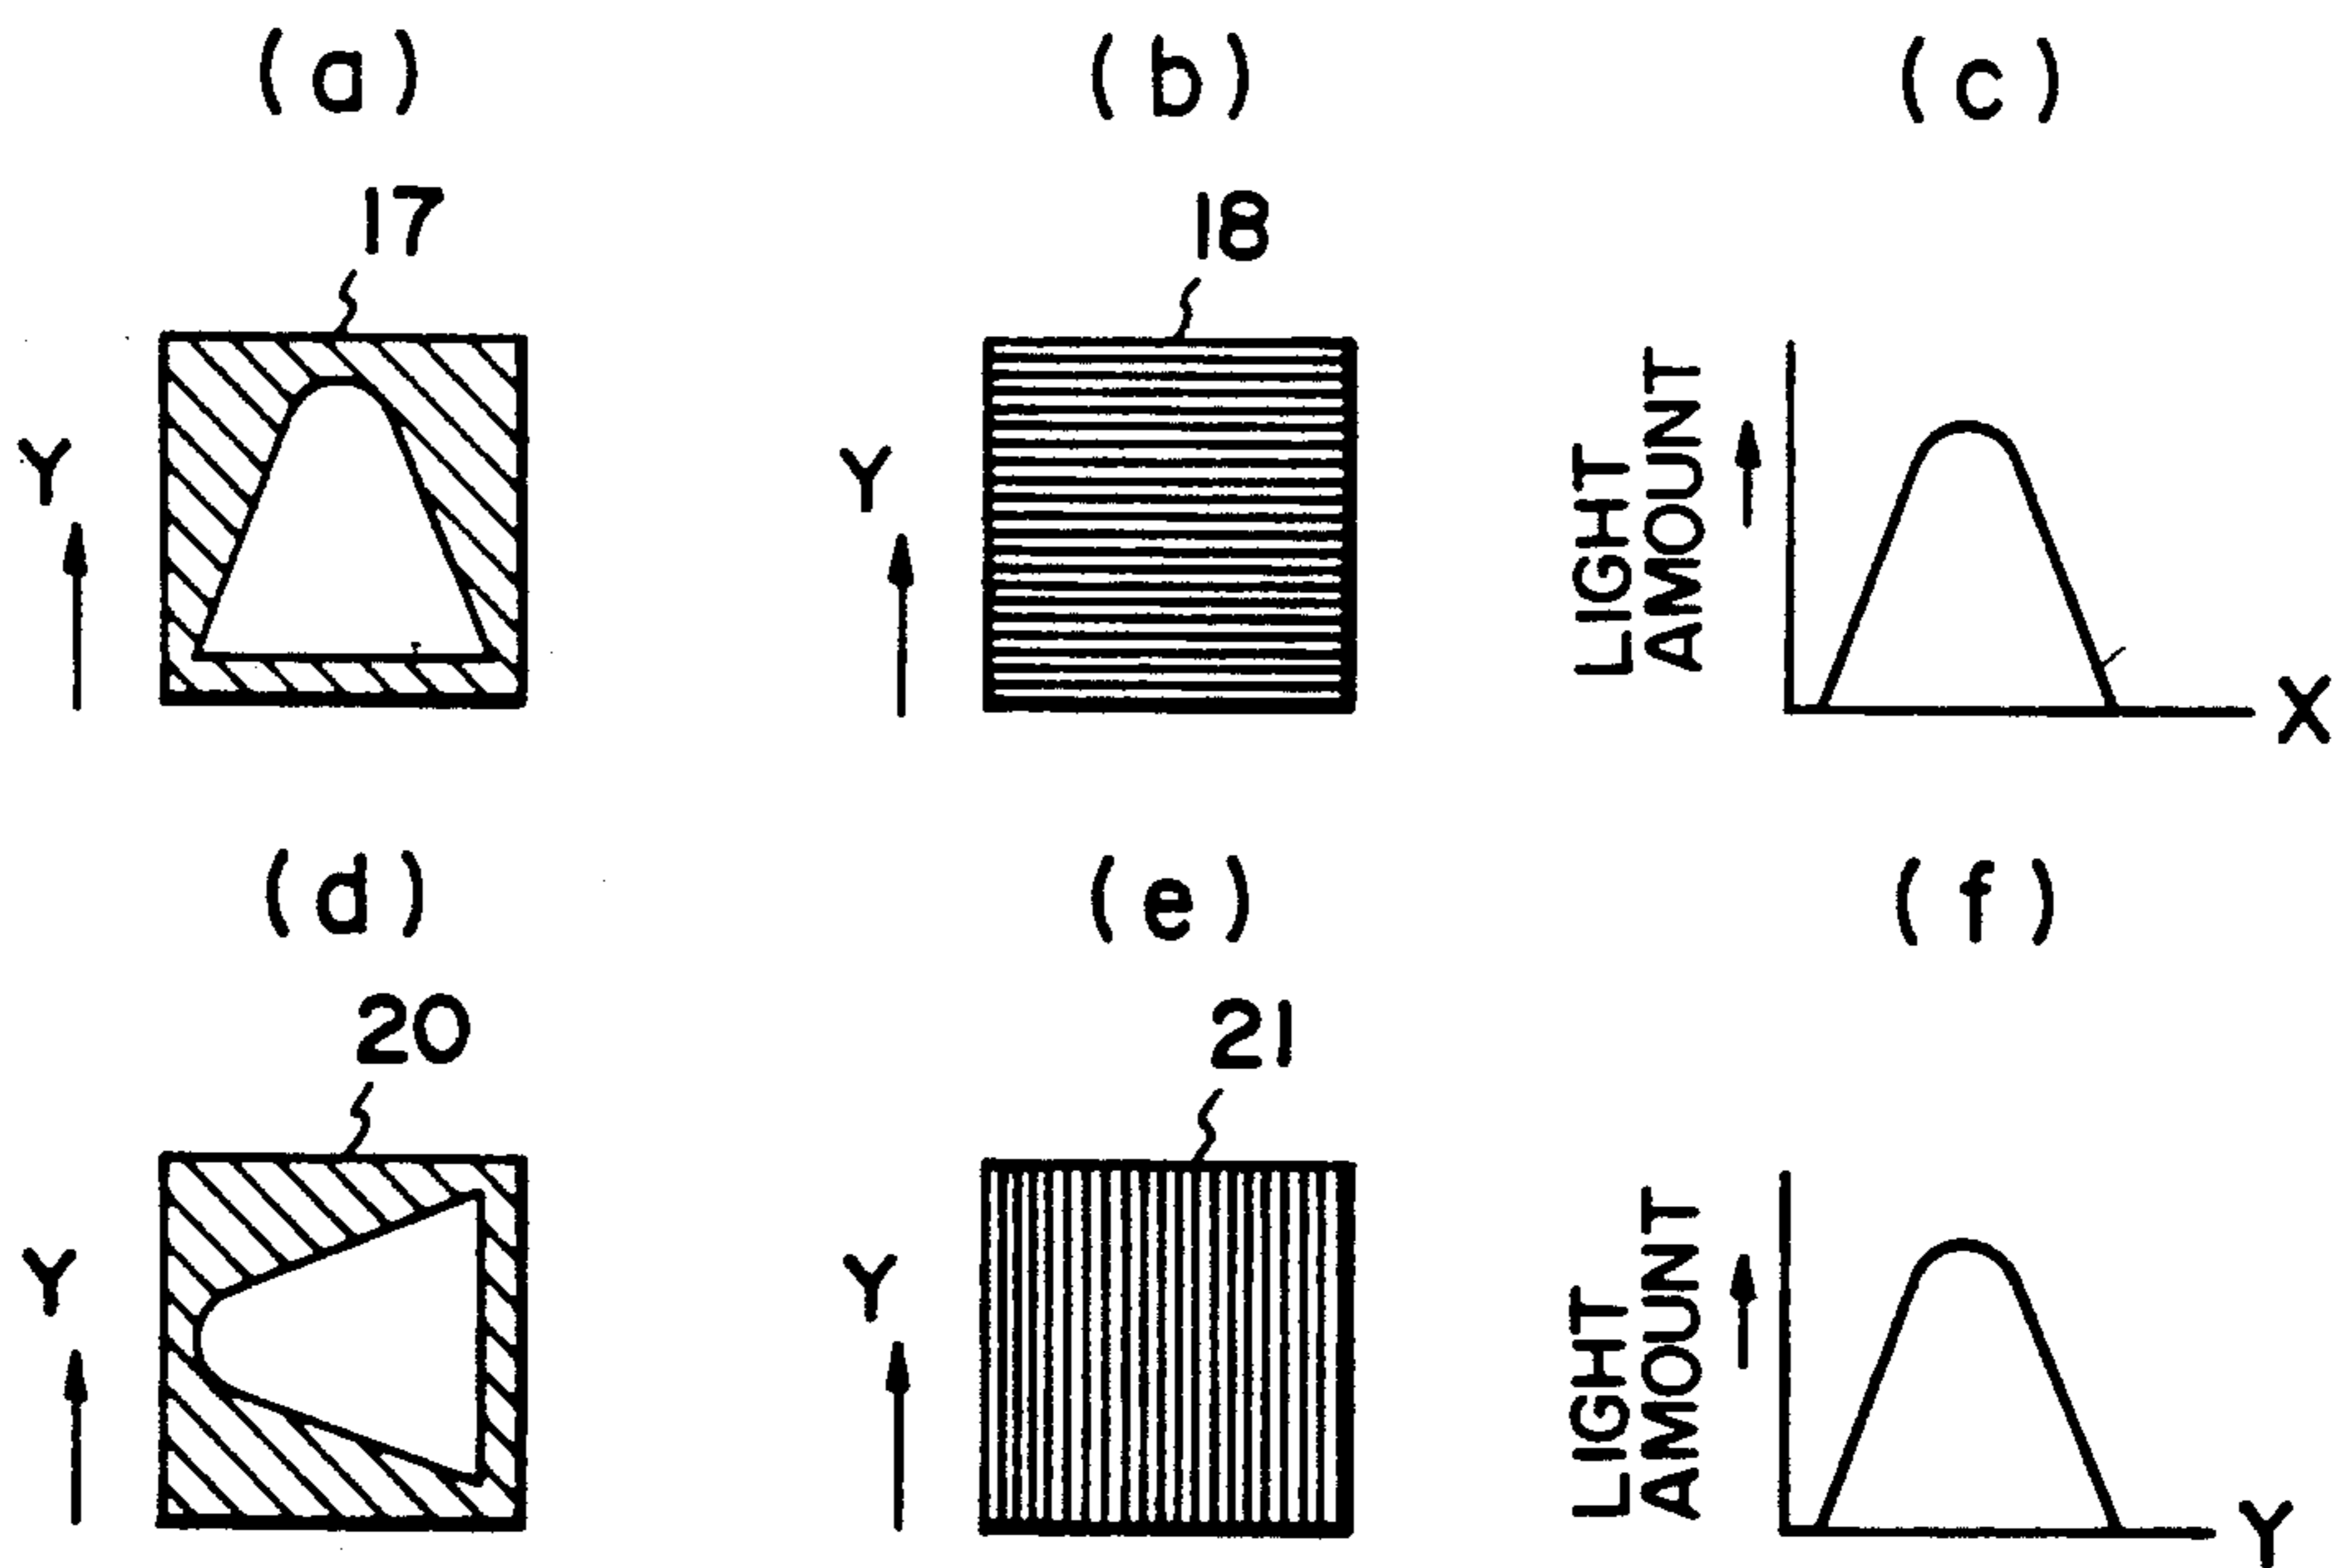 (a)
(b)
(c)
17
18
Y
Y
LIGHT
AMOUNT
X
(d)
(e)
(f)
20
21
Y
Y
LIGHT
AMOUNT
Y